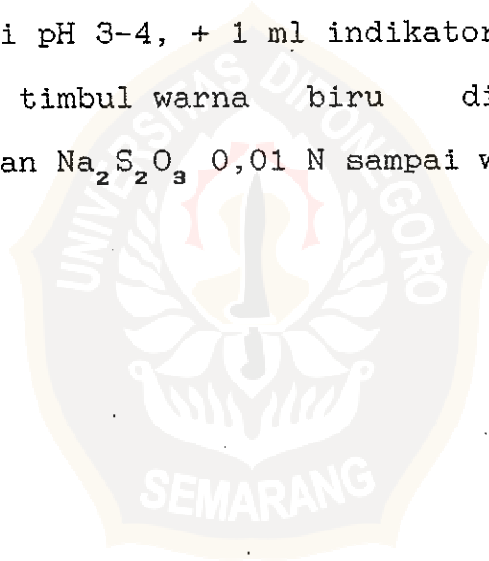 i pH 3-4, + 1 ml indikator
timbul warna biru di
an Na₂S₂O₃ 0,01 N sampai w
UNIVERSITAS DIPONEGORO
SEMARANG